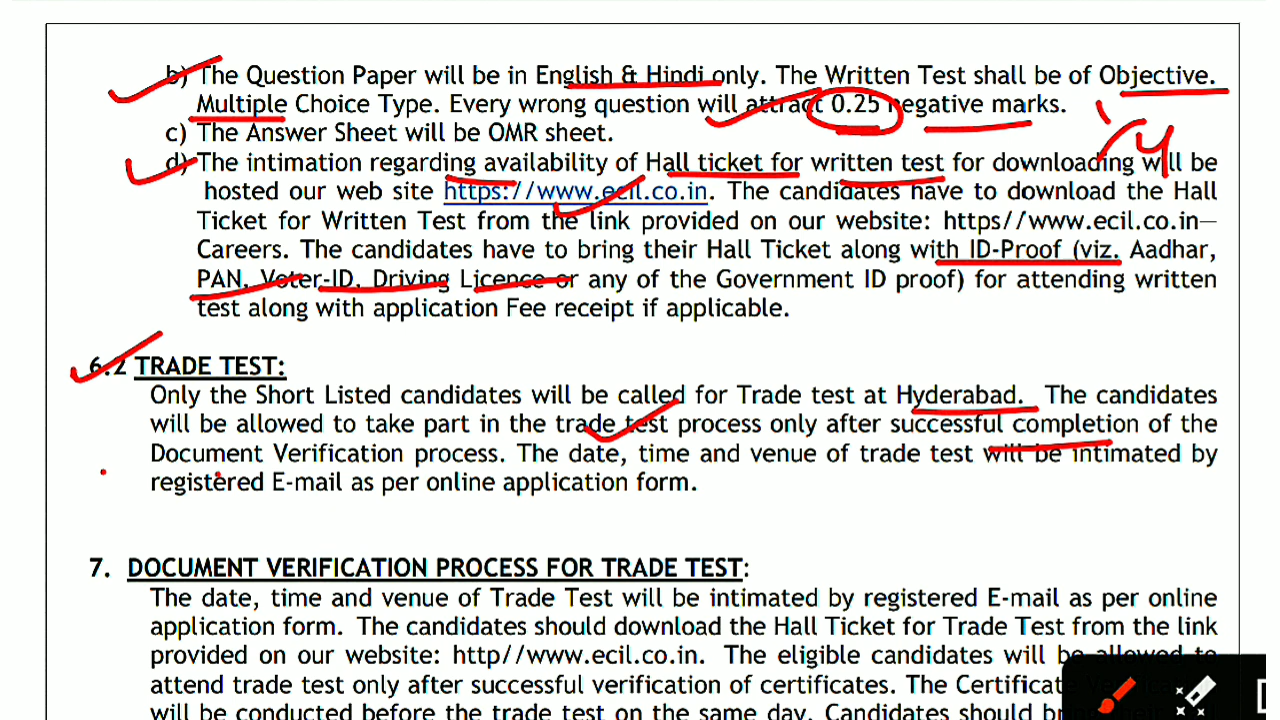 b) The Question Paper will be in English & Hindi only. The Written Test shall be of Objective.
Multiple Choice Type. Every wrong question will attract 0.25 negative marks.
c) The Answer Sheet will be OMR sheet.
d) The intimation regarding availability of Hall ticket for written test for downloading will be
hosted our web site https://www.ecil.co.in. The candidates have to download the Hall
Ticket for Written Test from the link provided on our website: https//www.ecil.co.in—
Careers. The candidates have to bring their Hall Ticket along with ID-Proof (viz. Aadhar,
PAN, Voter-ID, Driving Licence or any of the Government ID proof) for attending written
test along with application Fee receipt if applicable.
6.2 TRADE TEST:
Only the Short Listed candidates will be called for Trade test at Hyderabad. The candidates
will be allowed to take part in the trade test process only after successful completion of the
Document Verification process. The date, time and venue of trade test will be intimated by
registered E-mail as per online application form.
7. DOCUMENT VERIFICATION PROCESS FOR TRADE TEST:
The date, time and venue of Trade Test will be intimated by registered E-mail as per online
application form. The candidates should download the Hall Ticket for Trade Test from the link
provided on our website: http//www.ecil.co.in. The eligible candidates will be allowed to
attend trade test only after successful verification of certificates. The Certificate
will be conducted before the trade test on the same day. Candidates should